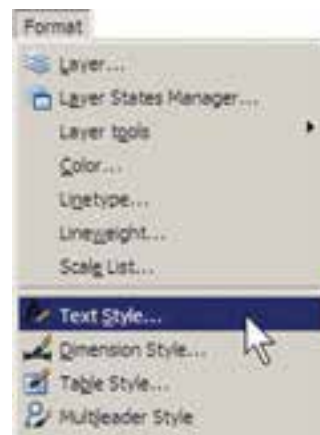 Format
Layer...
Layer States Manager...
Layer tools
Color...
Linetype...
Lineweight...
Scale List...
Text Style...
Dimension Style...
Table Style...
Multileader Style